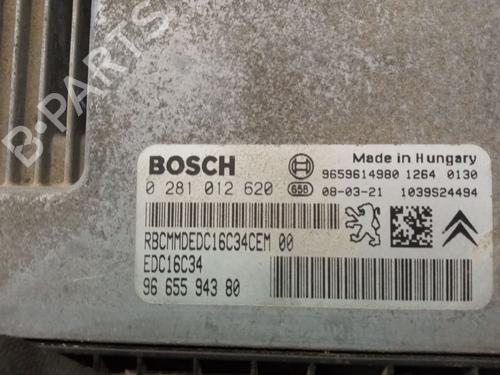 B-PARTS
BOSCH
Made in Hungary
9659614980 1264 0130
0 281 012 620 658 08-03-21 1039S24494
RBCMMDEDC16C34CEM 00
EDC16C34
96 655 943 80